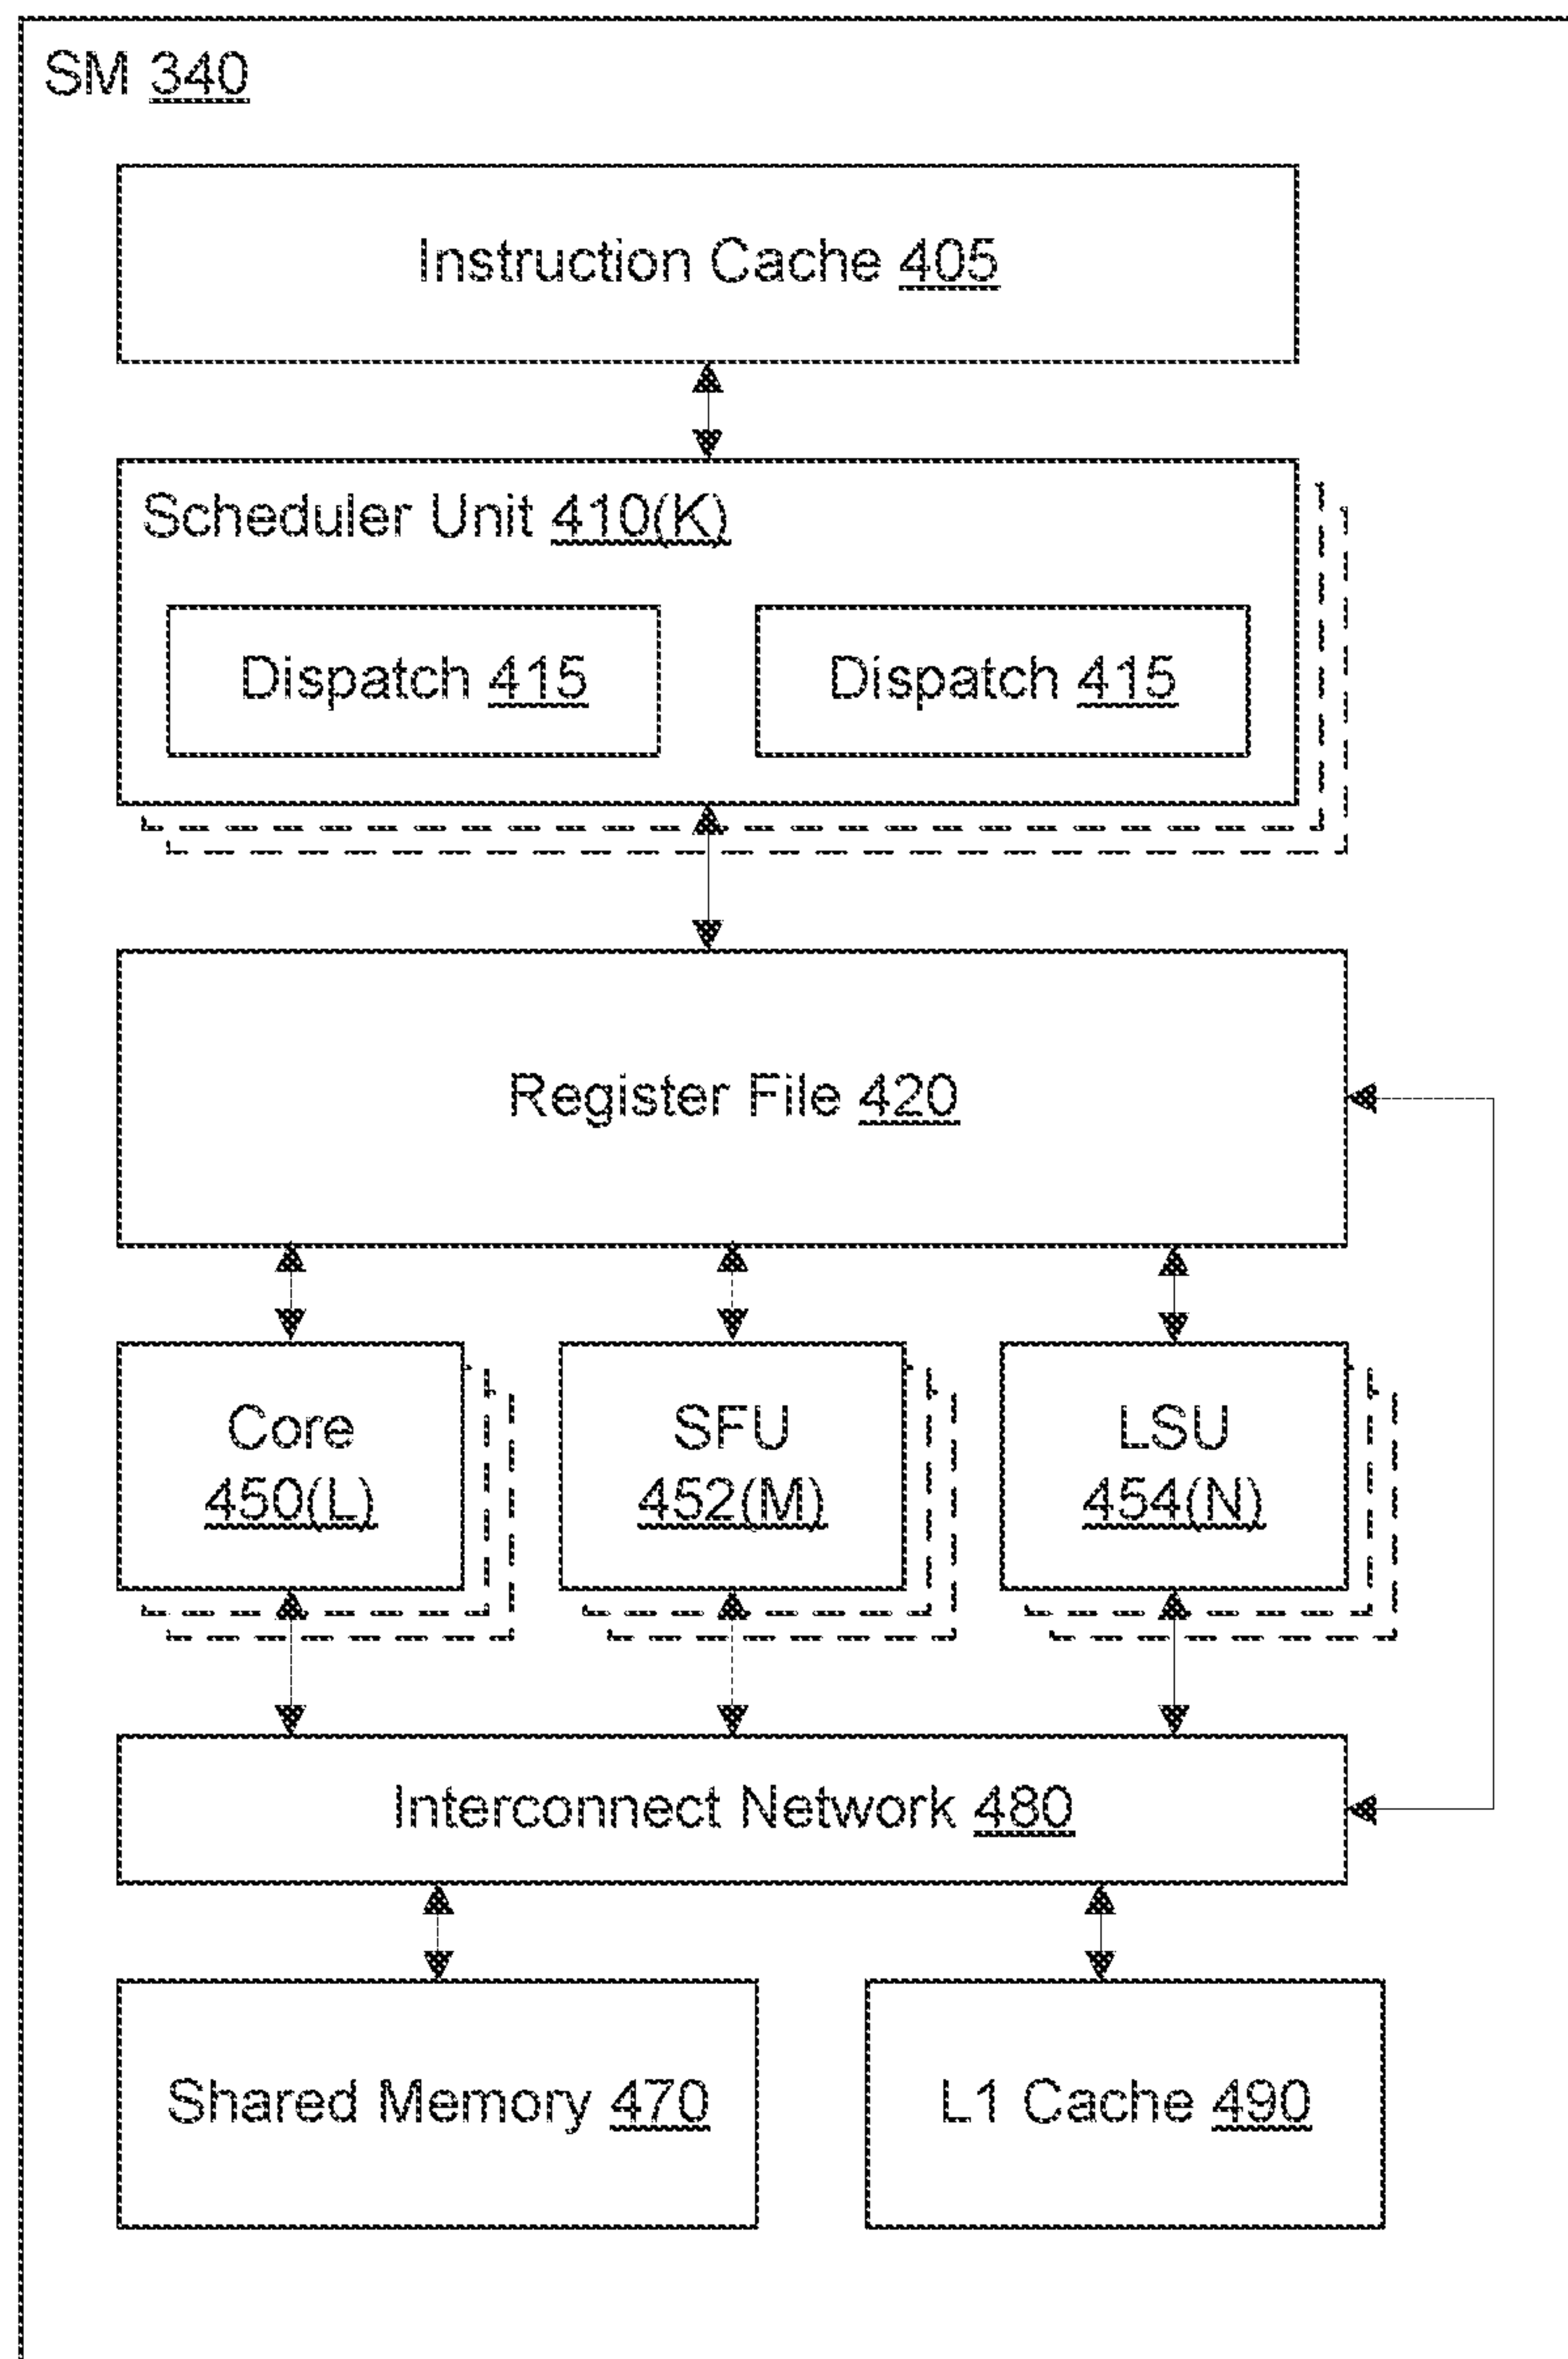 SM 340
Instruction Cache 405
Scheduler Unit 410(K)
Dispatch 415
Dispatch 415
Register File 420
Core
450(L)
SFU
452(M)
LSU
454(N)
Interconnect Network 480
Shared Memory 470
L1 Cache 490